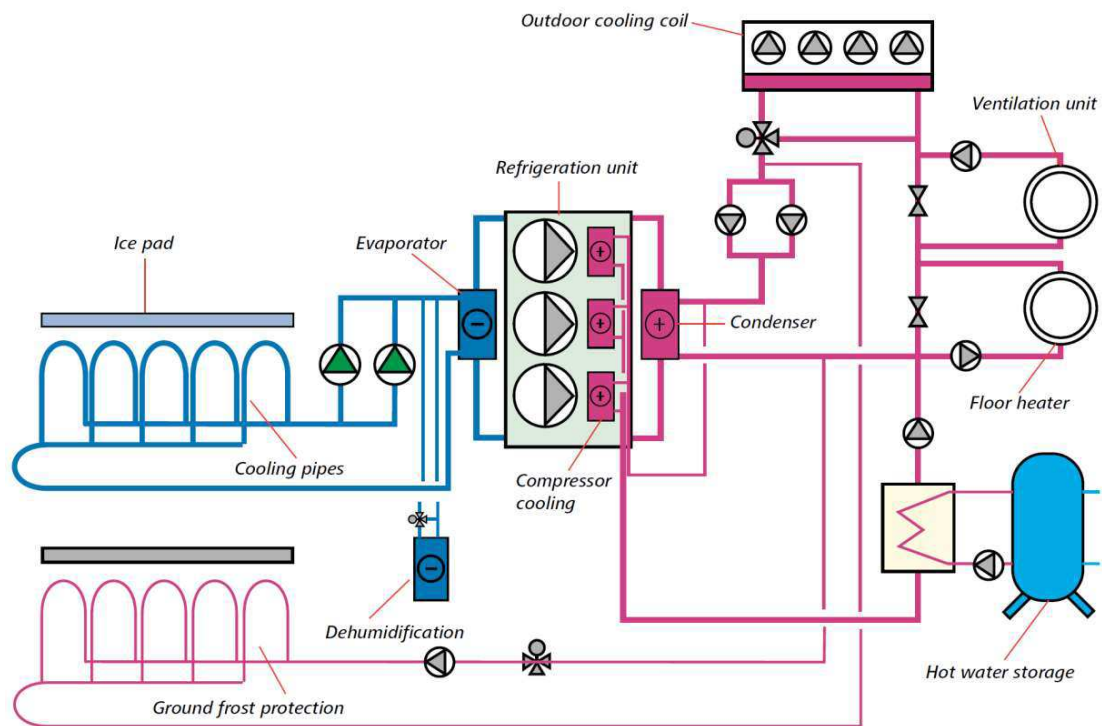 Outdoor cooling coil
Ventilation unit
Refrigeration unit
Ice pad
Evaporator
Condenser
Floor heater
Cooling pipes
Compressor
cooling
Dehumidification
Hot water storage
Ground frost protection